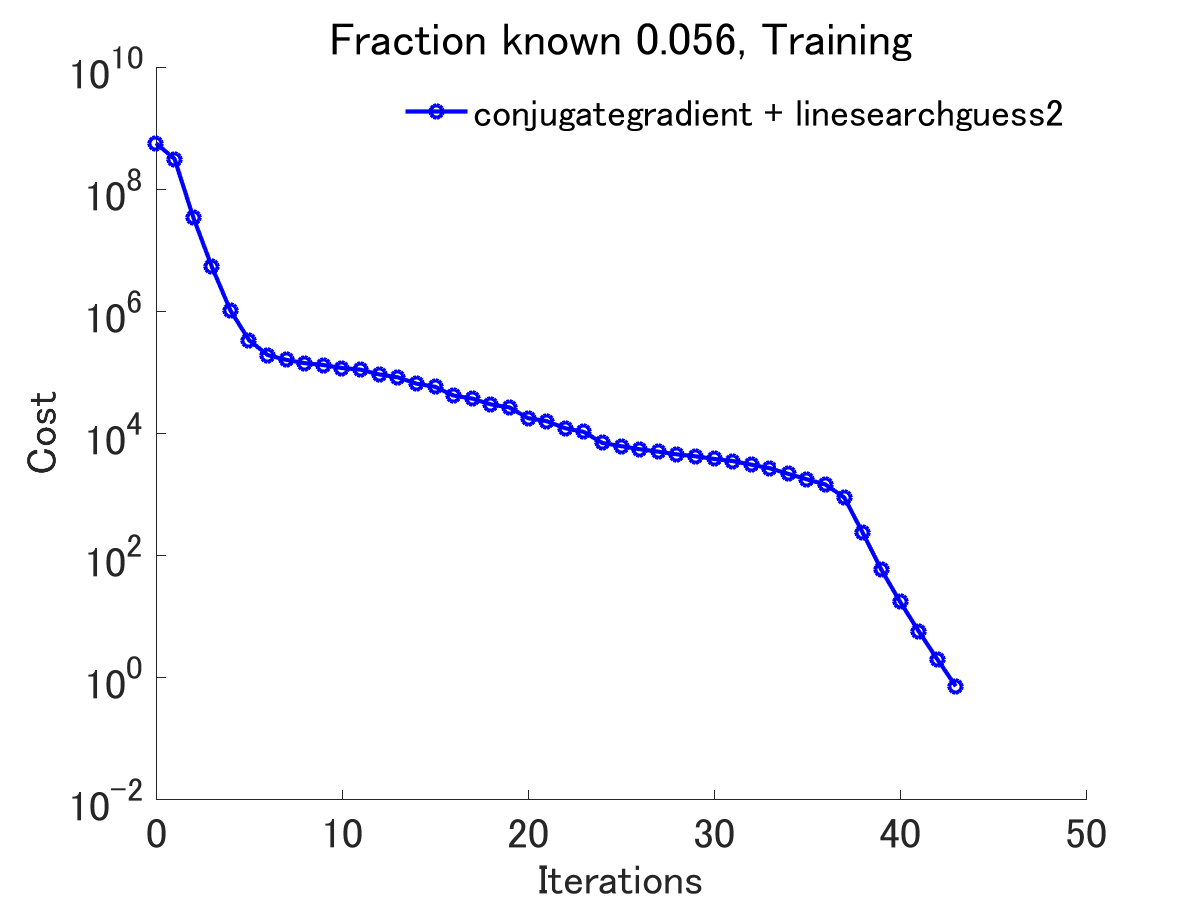 Fraction known 0.056, Training
conjugategradient + linesearchguess2
10^10
10^8
10^6
10^4
10^2
10^0
10^-2
Cost
0 10 20 30 40 50
Iterations